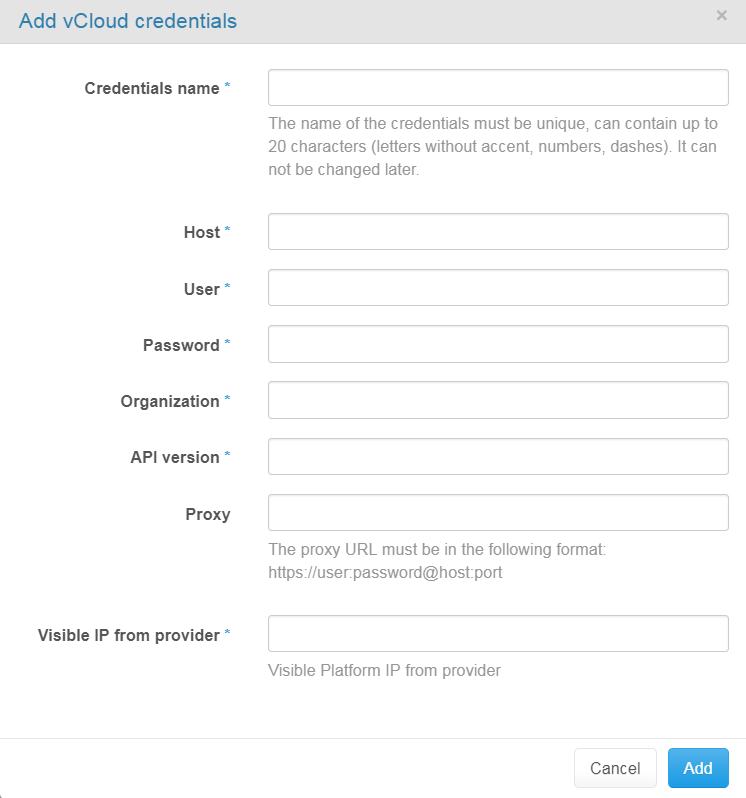 Add vCloud credentials ×
Credentials name *
The name of the credentials must be unique, can contain up to
20 characters (letters without accent, numbers, dashes). It can
not be changed later.
Host *
User *
Password *
Organization *
API version *
Proxy
The proxy URL must be in the following format:
https://user:password@host:port
Visible IP from provider *
Visible Platform IP from provider
Cancel Add